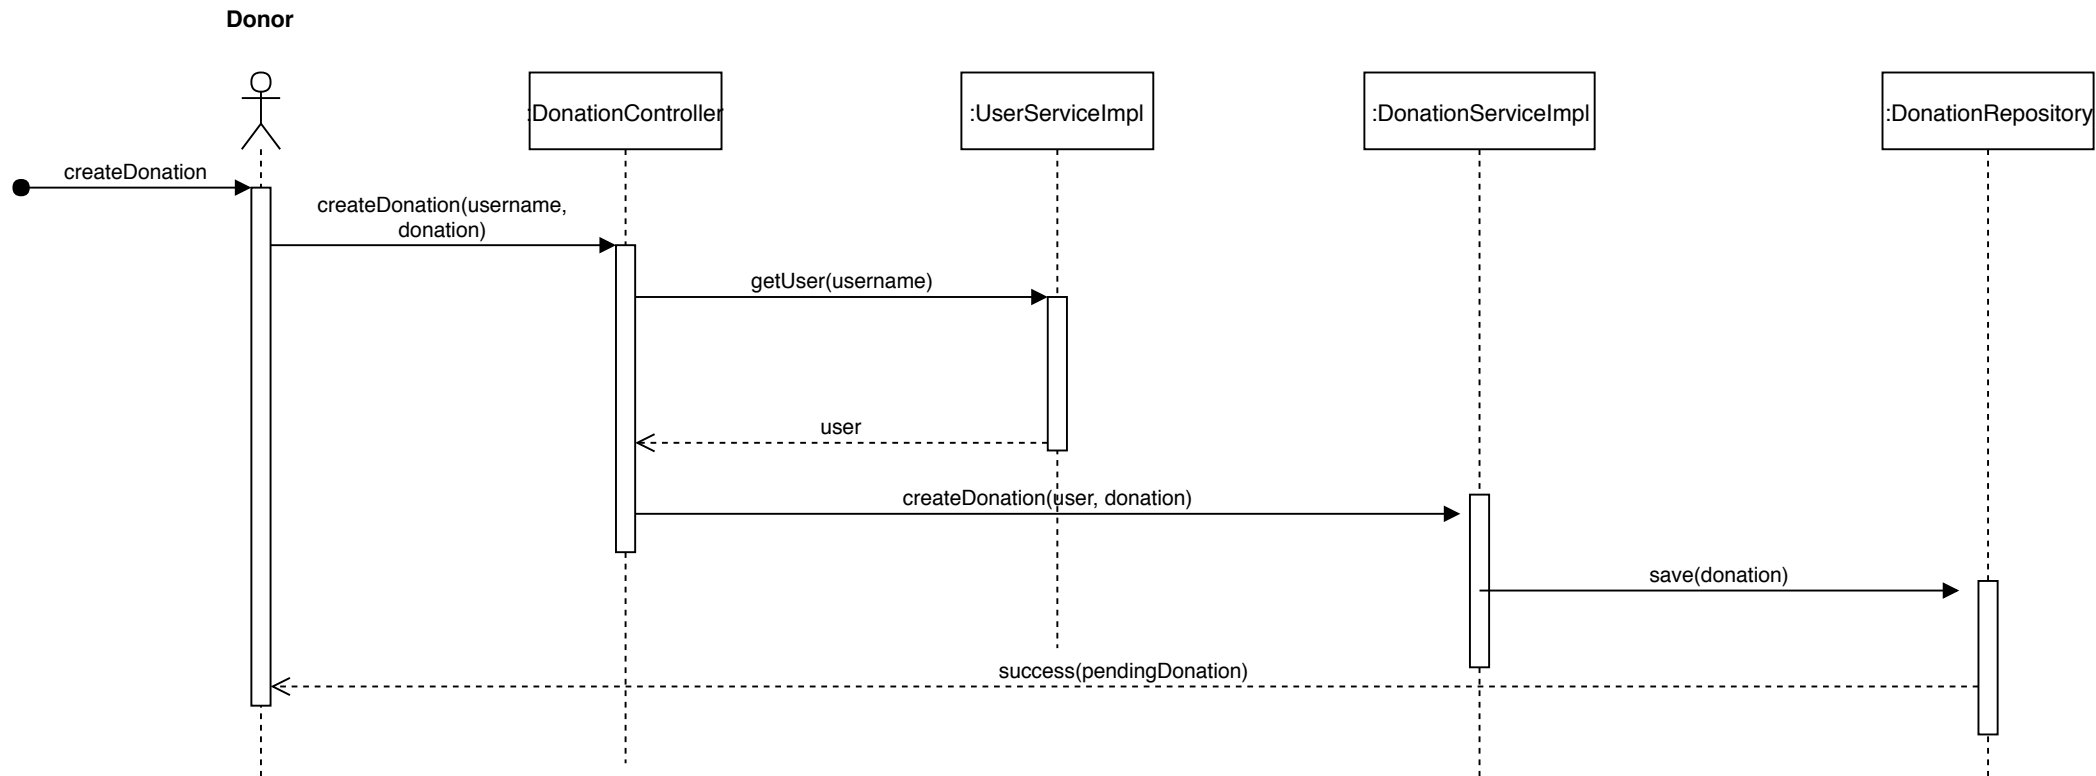 Donor
:DonationController
:UserServiceImpl
:DonationServiceImpl
:DonationRepository
createDonation
createDonation(username,
donation)
getUser(username)
user
createDonation(user, donation)
save(donation)
success(pendingDonation)